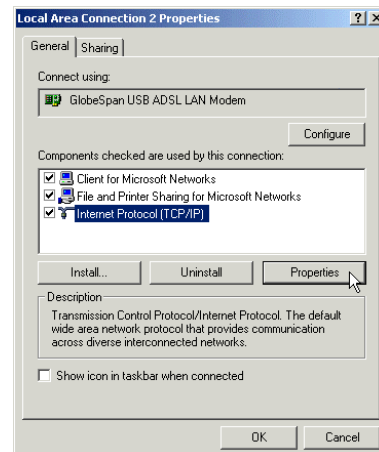 Local Area Connection 2 Properties
General
Sharing
Connect using:
GlobeSpan USB ADSL LAN Modem
Configure
Components checked are used by this connection:
Client for Microsoft Networks
File and Printer Sharing for Microsoft Networks
Internet Protocol (TCP/IP)
Install...
Uninstall
Properties
Description
Transmission Control Protocol/Internet Protocol. The default
wide area network protocol that provides communication
across diverse interconnected networks.
Show icon in taskbar when connected
OK
Cancel